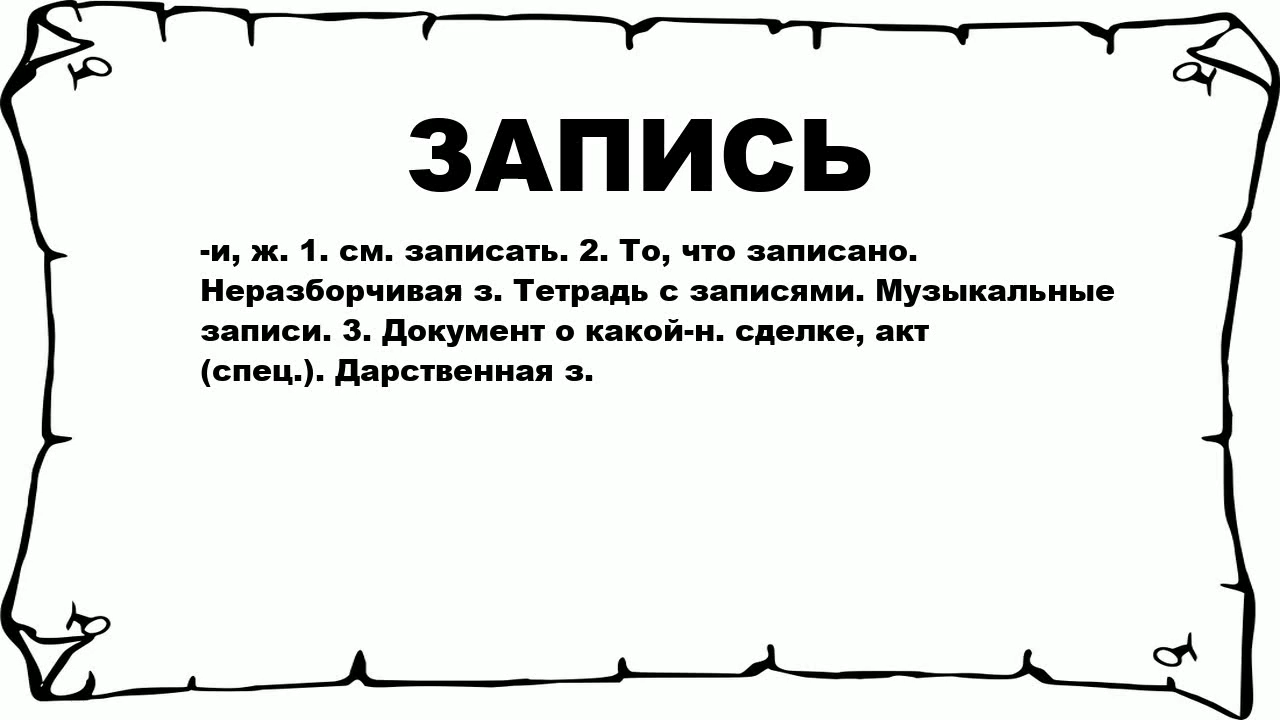 ЗАПИСЬ
-и, ж. 1. см. записать. 2. То, что записано.
Неразборчивая з. Тетрадь с записями. Музыкальные
записи. 3. Документ о какой-н. сделке, акт
(спец.). Дарственная з.